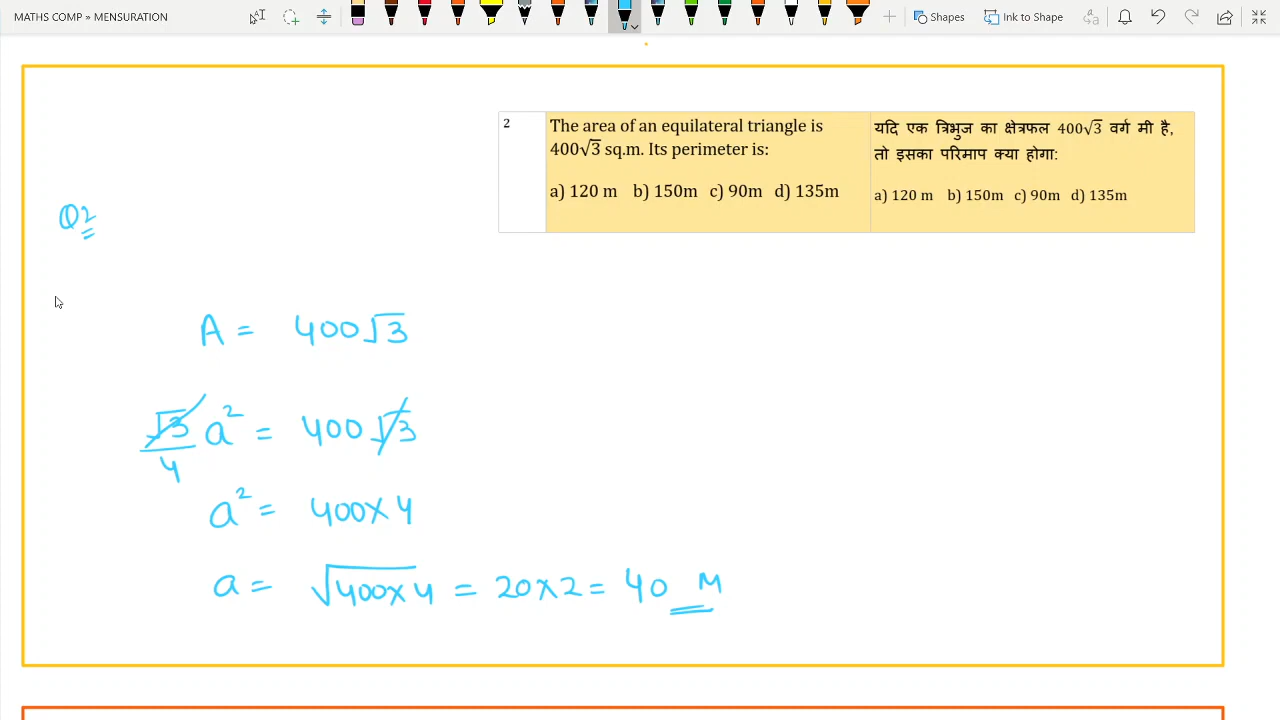 MATHS COMP » MENSURATION
Shapes
Ink to Shape
2
The area of an equilateral triangle is
400√3 sq.m. Its perimeter is:
a) 120 m b) 150m c) 90m d) 135m
यदि एक त्रिभुज का क्षेत्रफल 400√3 वर्ग मी है,
तो इसका परिमाप क्या होगा:
a) 120 m b) 150m c) 90m d) 135m
Q2
A = 400√3
√3/4 a² = 400√3
a² = 400×4
a = √400×4 = 20×2 = 40 M